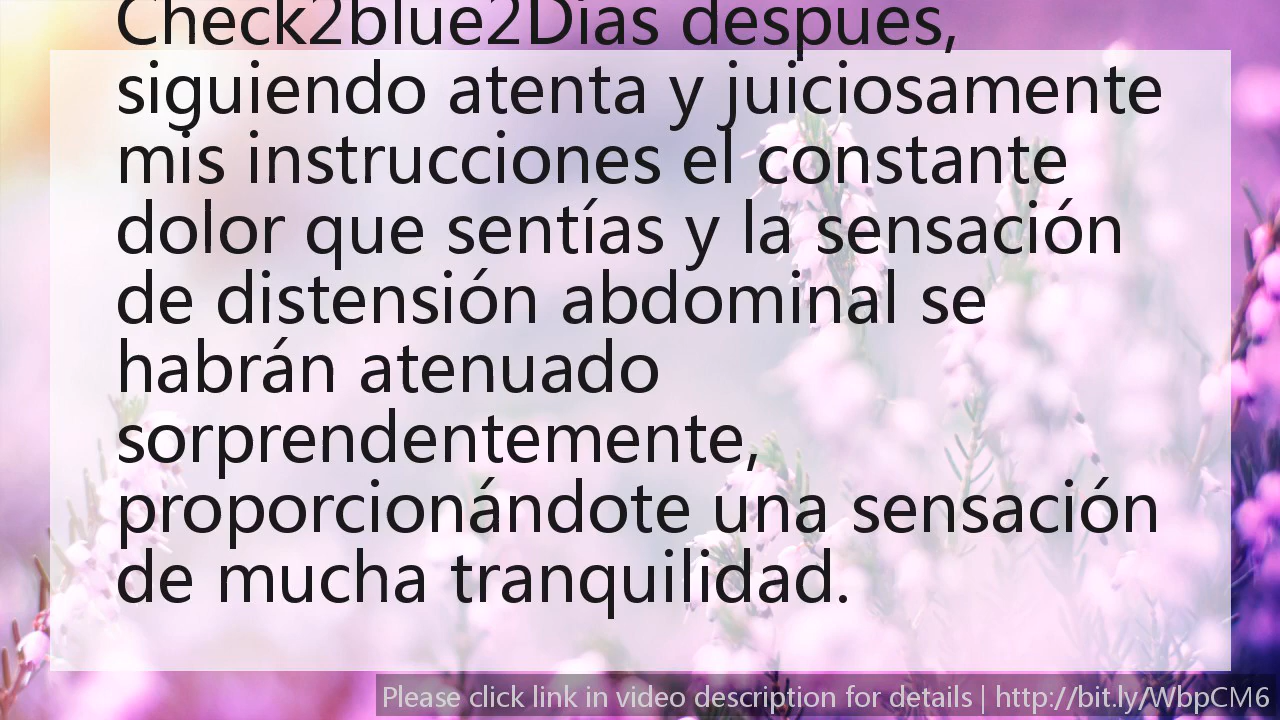 Check2blue2Dias despues,
siguiendo atenta y juiciosamente
mis instrucciones el constante
dolor que sentías y la sensación
de distensión abdominal se
habrán atenuado
sorprendentemente,
proporcionándote una sensación
de mucha tranquilidad.
Please click link in video description for details | http://bit.ly/WbpCM6